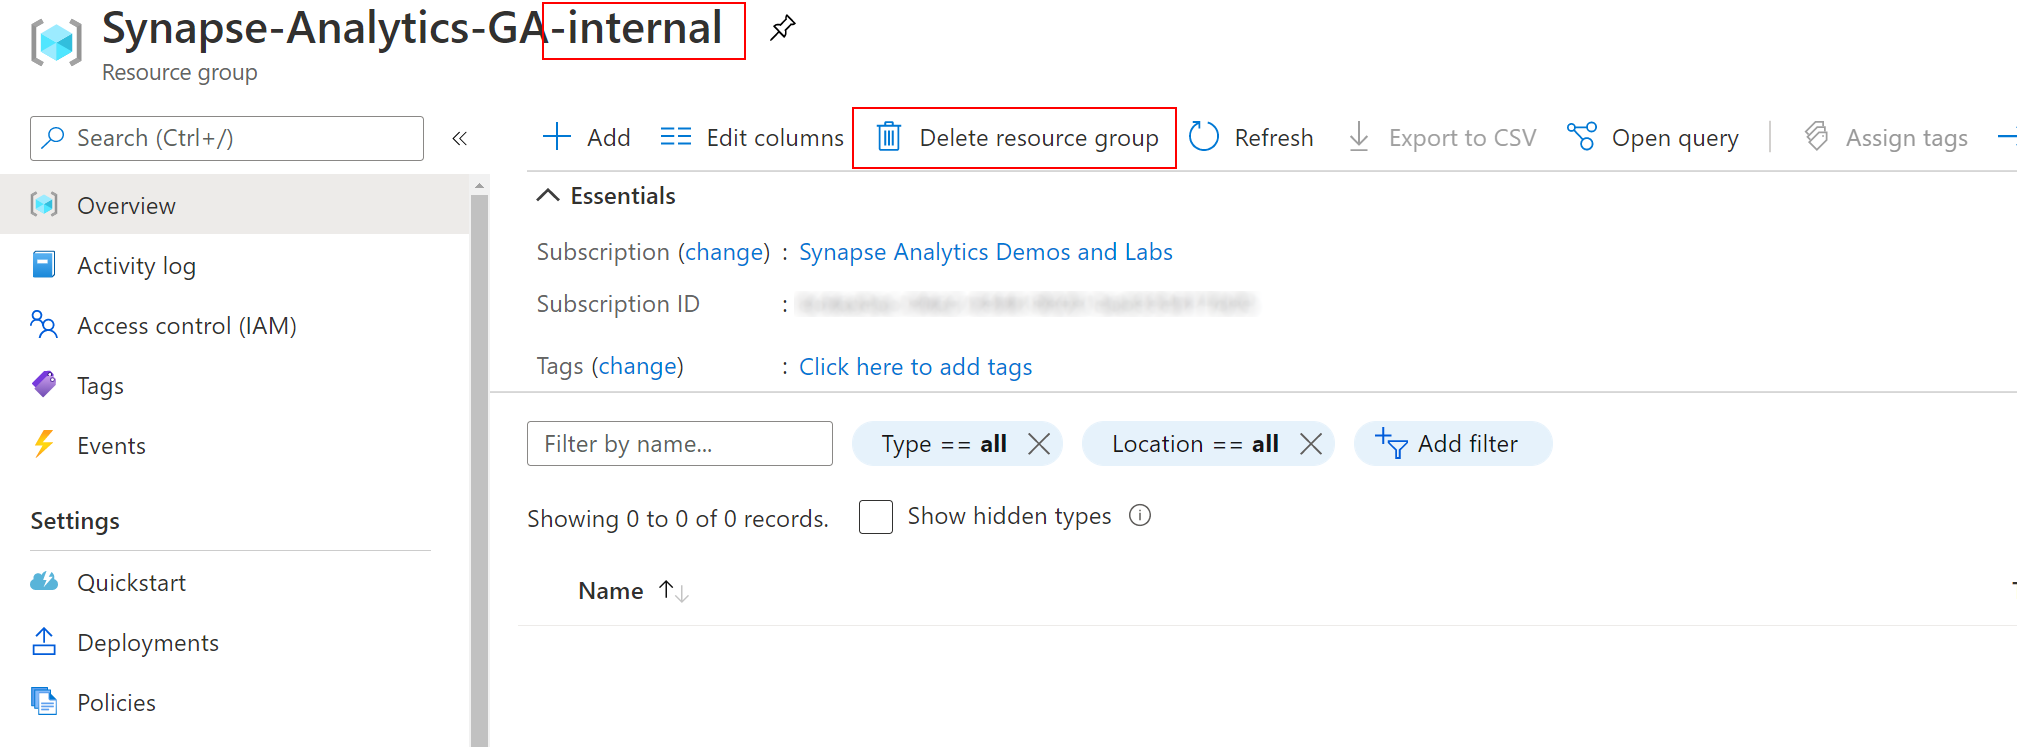 Synapse-Analytics-GA-internal
Resource group
Search (Ctrl+/)
«
Add
Edit columns
Delete resource group
Refresh
Export to CSV
Open query
Assign tags
Overview
Activity log
Access control (IAM)
Tags
Events
Settings
Quickstart
Deployments
Policies
Essentials
Subscription (change) : Synapse Analytics Demos and Labs
Subscription ID :
Tags (change) : Click here to add tags
Filter by name...
Type == all
Location == all
Add filter
Showing 0 to 0 of 0 records.
Show hidden types
Name